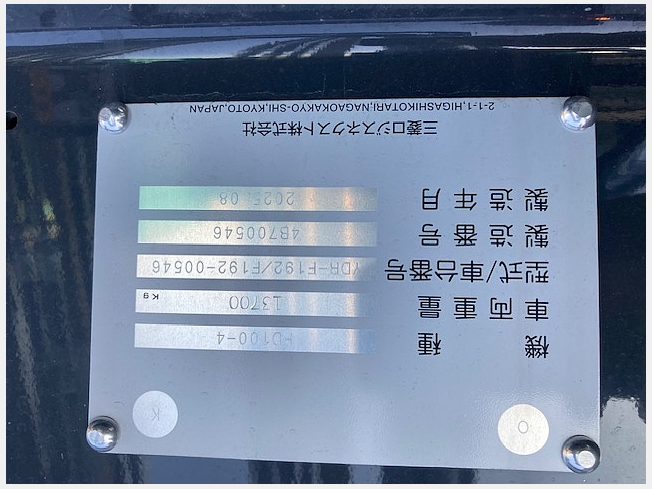 O K
機種 FD100-4
車両重量 13700 Kg
型式/車台番号 YDR-F192/F192-00546
製造番号 4B700546
製造年月 2025.08
三菱ロジスネクスト株式会社
2-1-1,HIGASHIKOTARI,NAGAOKAKYO-SHI,KYOTO,JAPAN